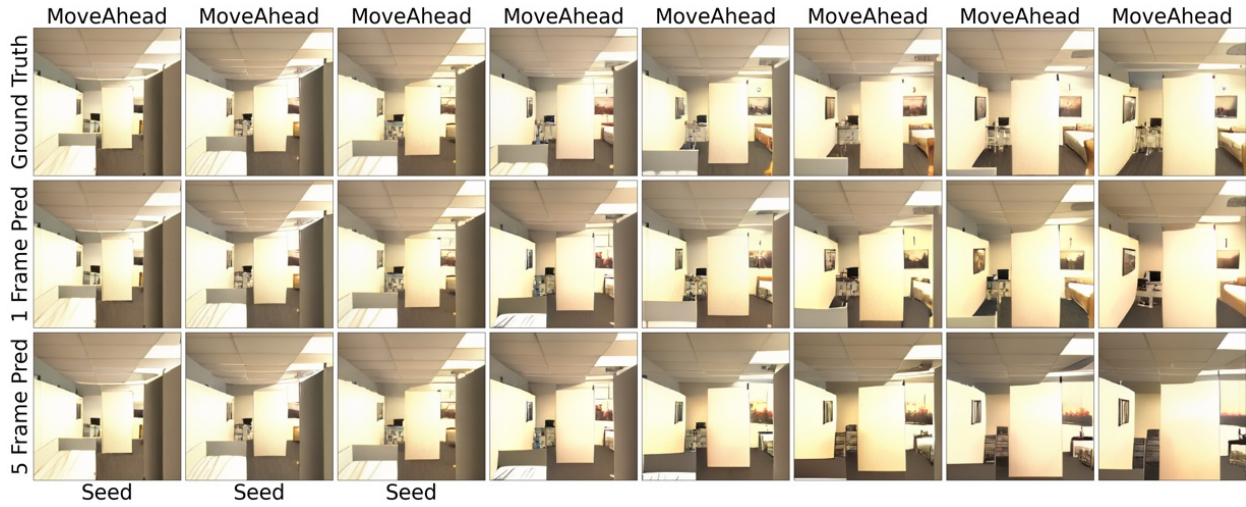 MoveAhead MoveAhead MoveAhead MoveAhead MoveAhead MoveAhead MoveAhead MoveAhead
Ground Truth
1 Frame Pred
5 Frame Pred
Seed Seed Seed